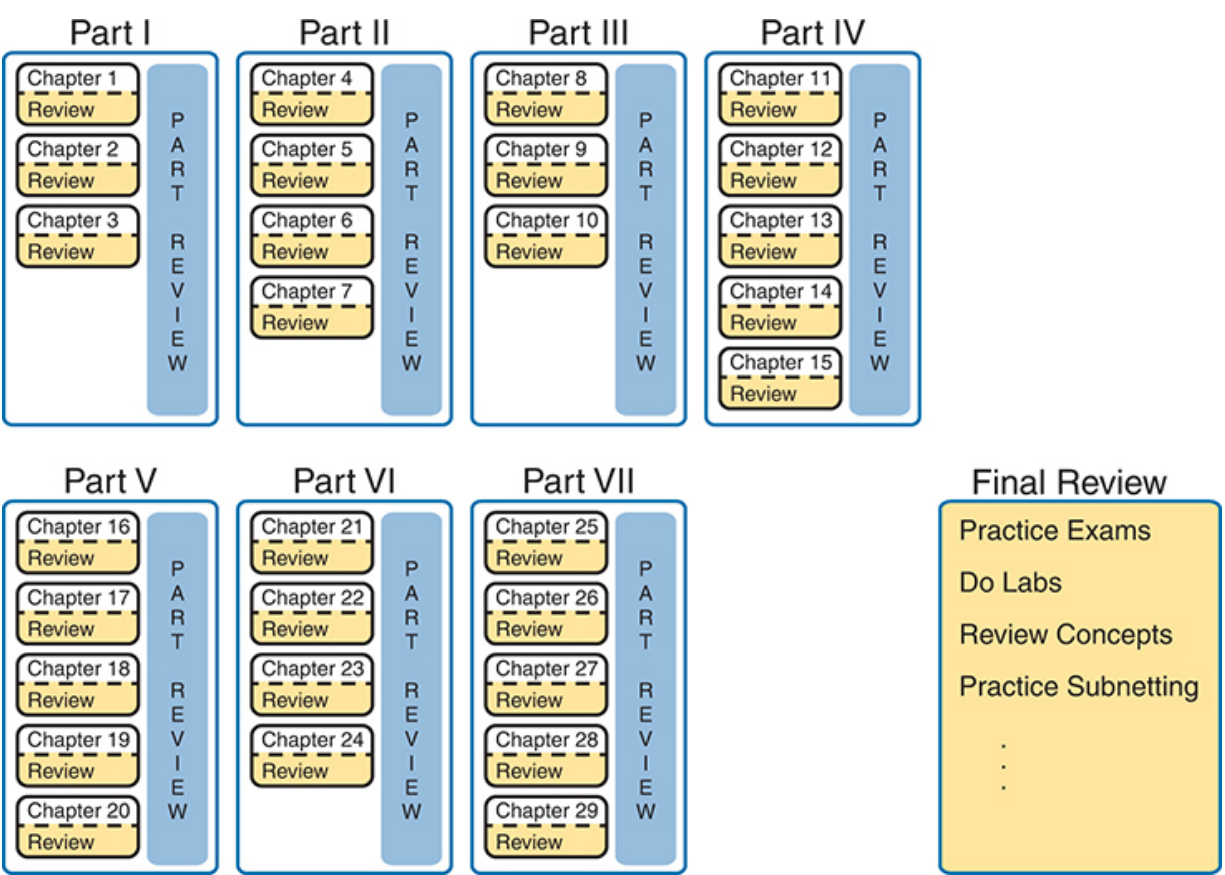 Part I
Chapter 1
Review
Chapter 2
Review
Chapter 3
Review
PART REVIEW
Part II
Chapter 4
Review
Chapter 5
Review
Chapter 6
Review
Chapter 7
Review
PART REVIEW
Part III
Chapter 8
Review
Chapter 9
Review
Chapter 10
Review
PART REVIEW
Part IV
Chapter 11
Review
Chapter 12
Review
Chapter 13
Review
Chapter 14
Review
Chapter 15
Review
PART REVIEW
Part V
Chapter 16
Review
Chapter 17
Review
Chapter 18
Review
Chapter 19
Review
Chapter 20
Review
PART REVIEW
Part VI
Chapter 21
Review
Chapter 22
Review
Chapter 23
Review
Chapter 24
Review
PART REVIEW
Part VII
Chapter 25
Review
Chapter 26
Review
Chapter 27
Review
Chapter 28
Review
Chapter 29
Review
PART REVIEW
Final Review
Practice Exams
Do Labs
Review Concepts
Practice Subnetting
.
.
.